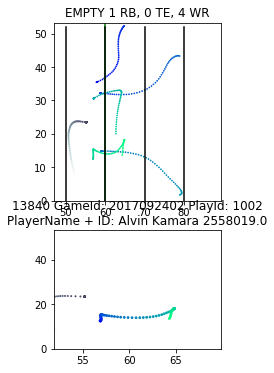 EMPTY 1 RB, 0 TE, 4 WR
50
40
30
20
10
0
50 60 70 80
13840 GameId: 2017092402 PlayId: 1002
PlayerName + ID: Alvin Kamara 2558019.0
40
20
0
55 60 65